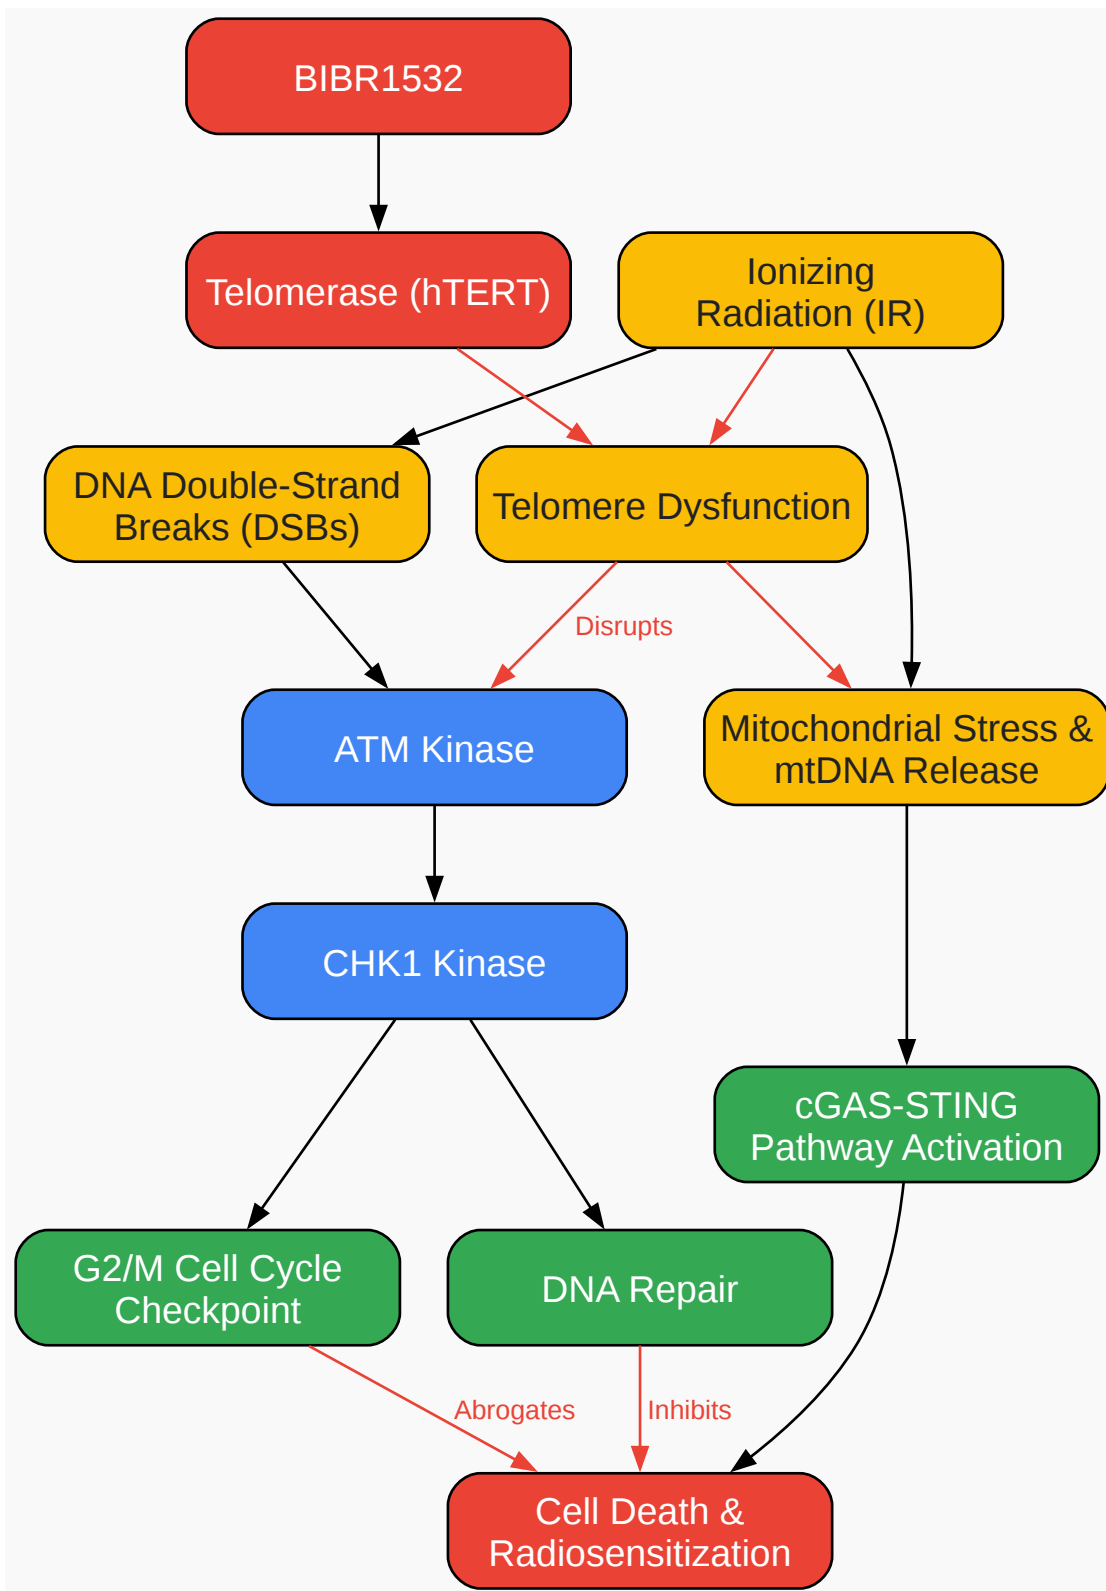 BIBR1532
Telomerase (hTERT)
Ionizing
Radiation (IR)
DNA Double-Strand
Breaks (DSBs)
Telomere Dysfunction
Disrupts
ATM Kinase
Mitochondrial Stress &
mtDNA Release
CHK1 Kinase
cGAS-STING
Pathway Activation
G2/M Cell Cycle
Checkpoint
DNA Repair
Abrogates
Inhibits
Cell Death &
Radiosensitization